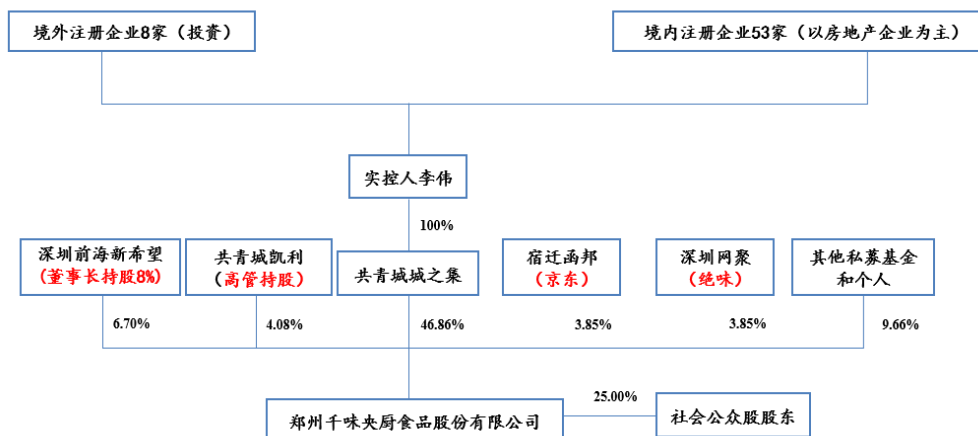 境外注册企业8家（投资）
境内注册企业53家（以房地产企业为主）
实控人李伟
100%
深圳前海新希望
(董事长持股8%)
共青城凯利
（高管持股）
共青城城之集
宿迁函邦
（京东）
深圳网聚
（绝味）
其他私募基金
和个人
6.70%
4.08%
46.86%
3.85%
3.85%
9.66%
郑州千味央厨食品股份有限公司
25.00%
社会公众股股东